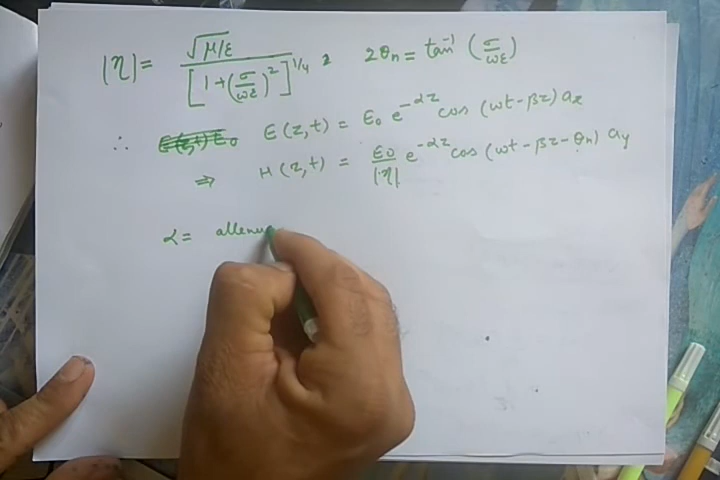 |η| = √μ/ε / [1+(σ/ωε)²]^1/4 , 2θn = tan⁻¹ (σ/ωε)
∴ E(z,t) = E₀ e^-αz cos (ωt-βz) ax
⇒ H(z,t) = E₀/|η| e^-αz cos (ωt-βz-θn) ay
α = attenu